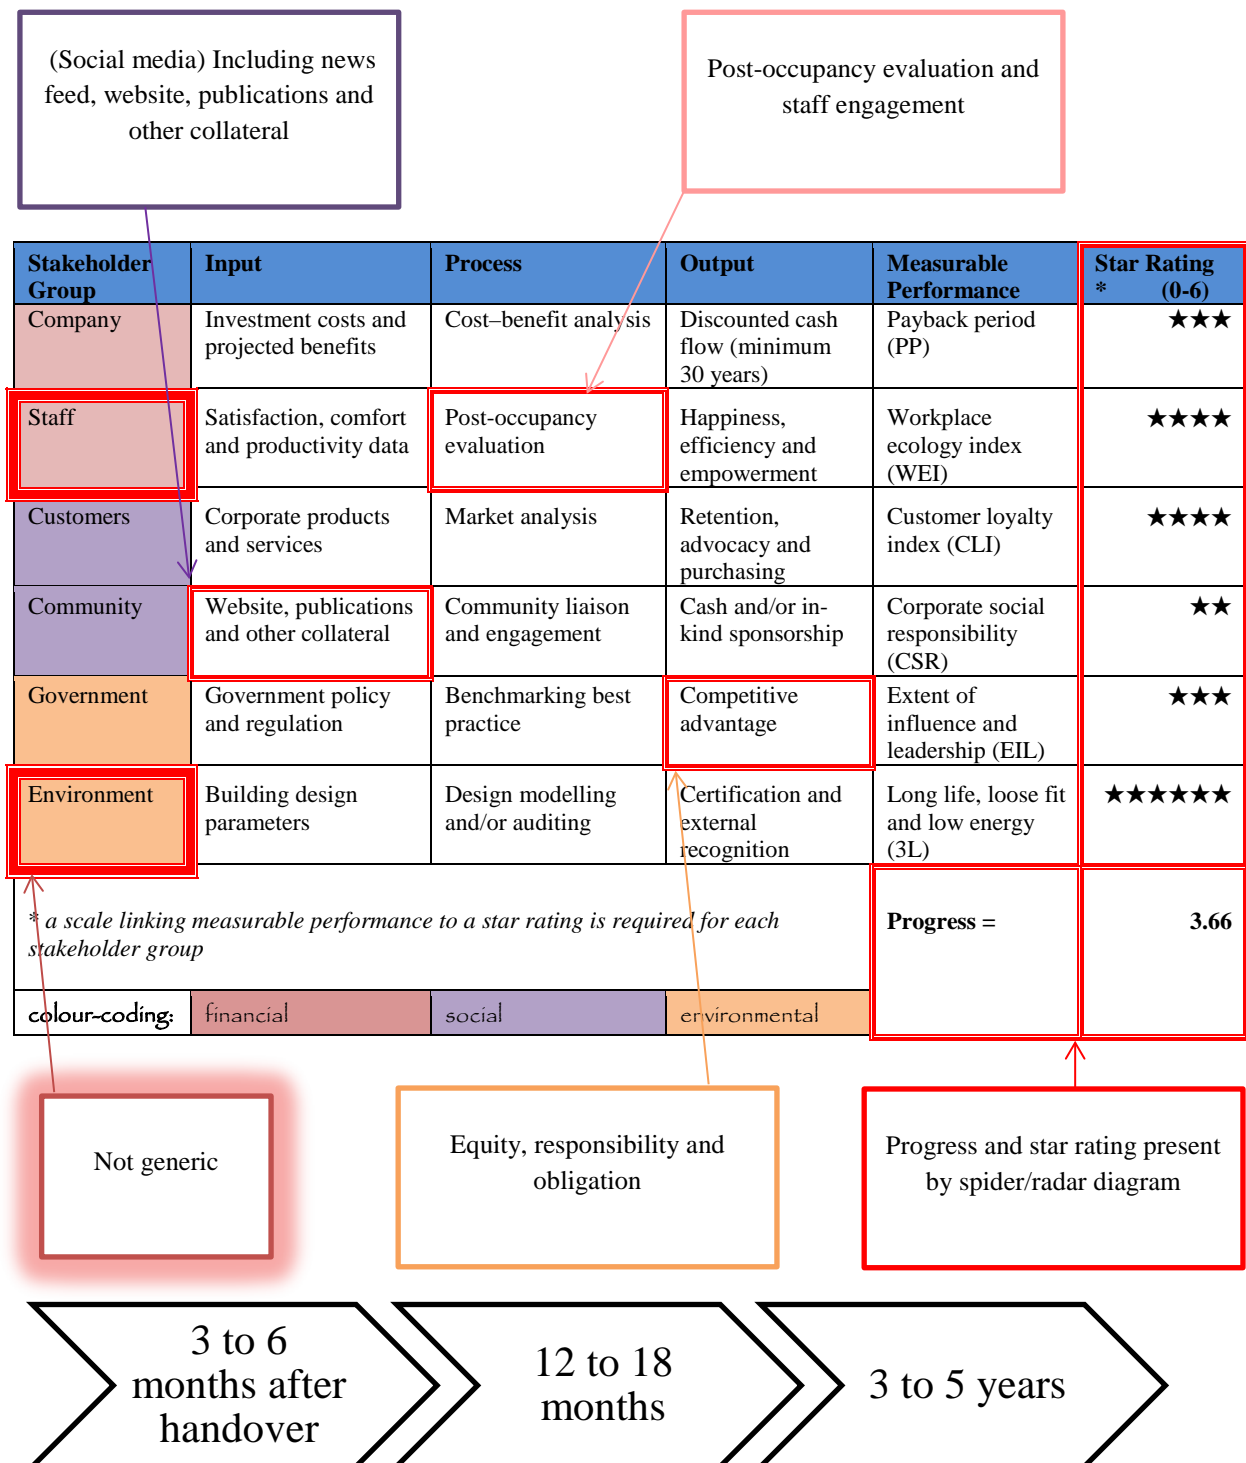 (Social media) Including news
feed, website, publications and
other collateral
Post-occupancy evaluation and
staff engagement
Stakeholder
Group
Input
Process
Output
Measurable
Performance
Star Rating
* (0-6)
Company
Investment costs and
projected benefits
Cost–benefit analysis
Discounted cash
flow (minimum
30 years)
Payback period
(PP)
★★★
Staff
Satisfaction, comfort
and productivity data
Post-occupancy
evaluation
Happiness,
efficiency and
empowerment
Workplace
ecology index
(WEI)
★★★★
Customers
Corporate products
and services
Market analysis
Retention,
advocacy and
purchasing
Customer loyalty
index (CLI)
★★★★
Community
Website, publications
and other collateral
Community liaison
and engagement
Cash and/or in-
kind sponsorship
Corporate social
responsibility
(CSR)
★★
Government
Government policy
and regulation
Benchmarking best
practice
Competitive
advantage
Extent of
influence and
leadership (EIL)
★★★
Environment
Building design
parameters
Design modelling
and/or auditing
Certification and
external
recognition
Long life, loose fit
and low energy
(3L)
★★★★★★
* a scale linking measurable performance to a star rating is required for each
stakeholder group
Progress =
3.66
colour-coding:
financial
social
environmental
Not generic
Equity, responsibility and
obligation
Progress and star rating present
by spider/radar diagram
3 to 6
months after
handover
12 to 18
months
3 to 5 years